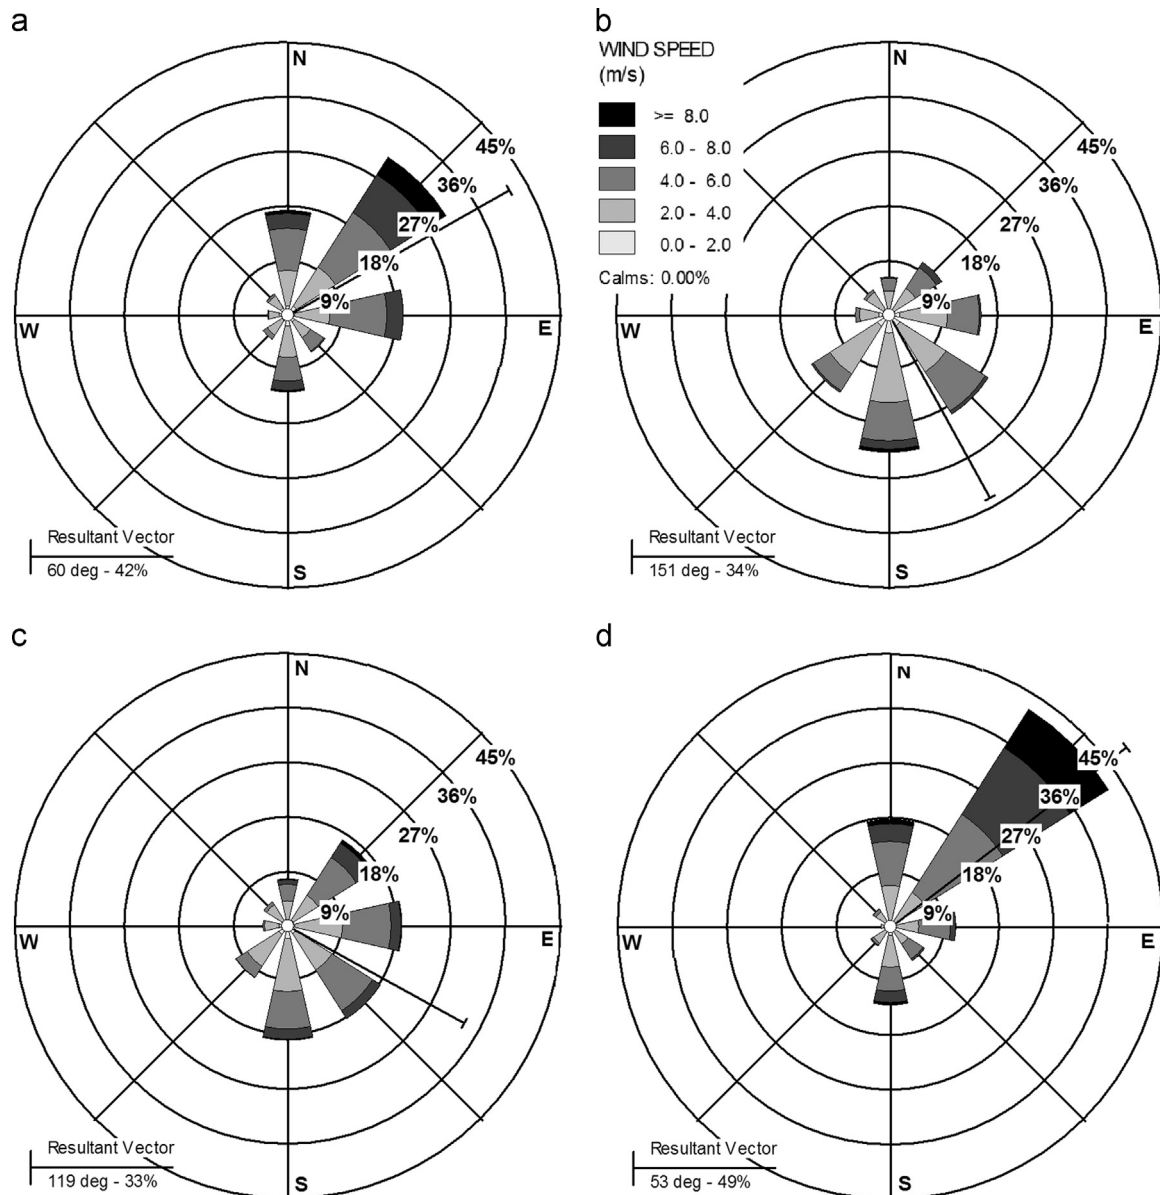 a
N
45%
36%
27%
18%
9%
W
E
S
Resultant Vector
60 deg - 42%
b
WIND SPEED
(m/s)
>= 8.0
6.0 - 8.0
4.0 - 6.0
2.0 - 4.0
0.0 - 2.0
Calms: 0.00%
N
45%
36%
27%
18%
9%
W
E
S
Resultant Vector
151 deg - 34%
c
N
45%
36%
27%
18%
9%
W
E
S
Resultant Vector
119 deg - 33%
d
N
45%
36%
27%
18%
9%
W
E
S
Resultant Vector
53 deg - 49%